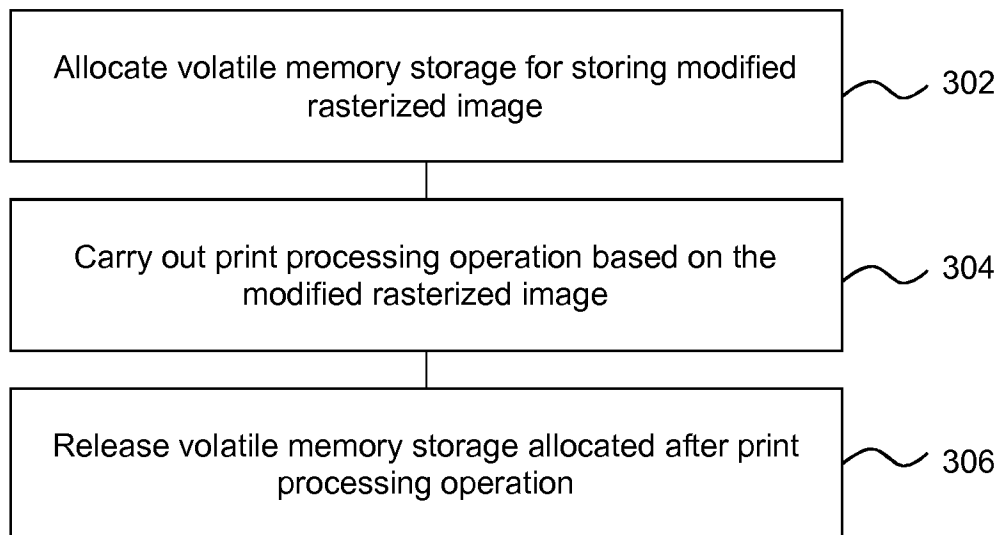 Allocate volatile memory storage for storing modified
rasterized image
302
Carry out print processing operation based on the
modified rasterized image
304
Release volatile memory storage allocated after print
processing operation
306